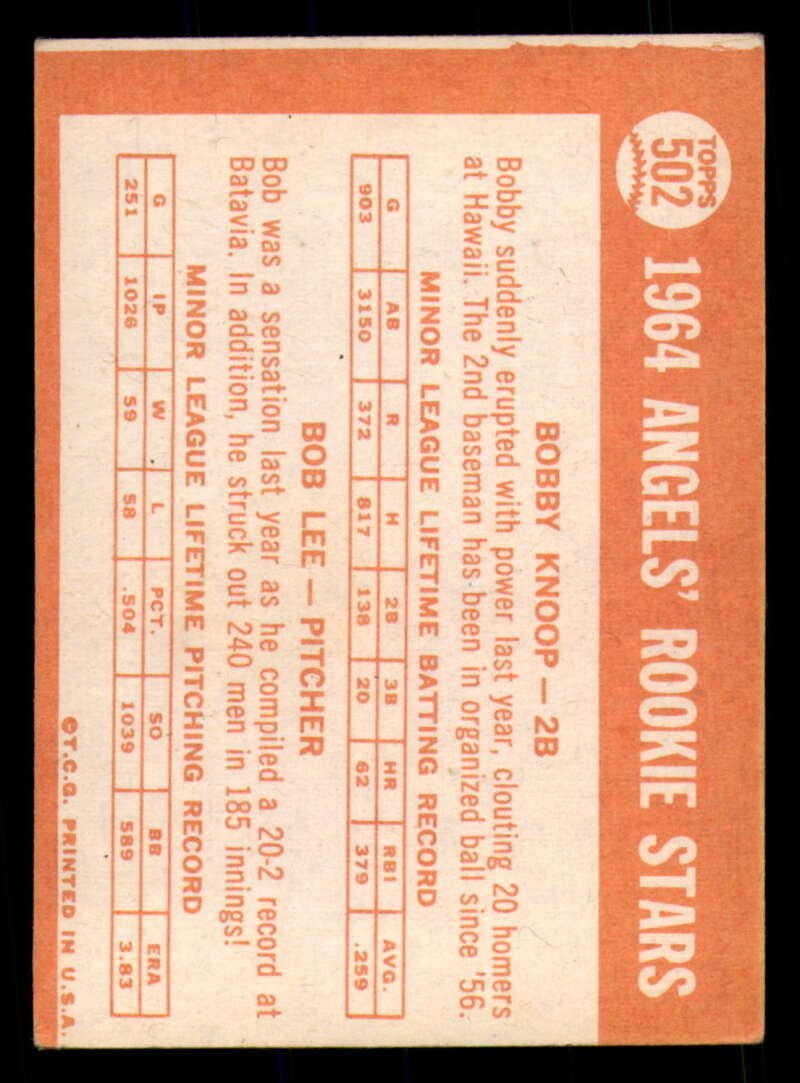 TOPPS
502
1964 ANGELS' ROOKIE STARS
BOBBY KNOOP — 2B
Bobby suddenly erupted with power last year, clouting 20 homers
at Hawaii. The 2nd baseman has been in organized ball since '56.
MINOR LEAGUE LIFETIME BATTING RECORD
G AB R H 2B 3B HR RBI AVG.
903 3150 372 817 138 20 62 379 .259
BOB LEE — PITCHER
Bob was a sensation last year as he compiled a 20-2 record at
Batavia. In addition, he struck out 240 men in 185 innings!
MINOR LEAGUE LIFETIME PITCHING RECORD
G IP W L PCT. SO BB ERA
251 1026 59 58 .504 1039 589 3.83
©T.C.G. PRINTED IN U.S.A.